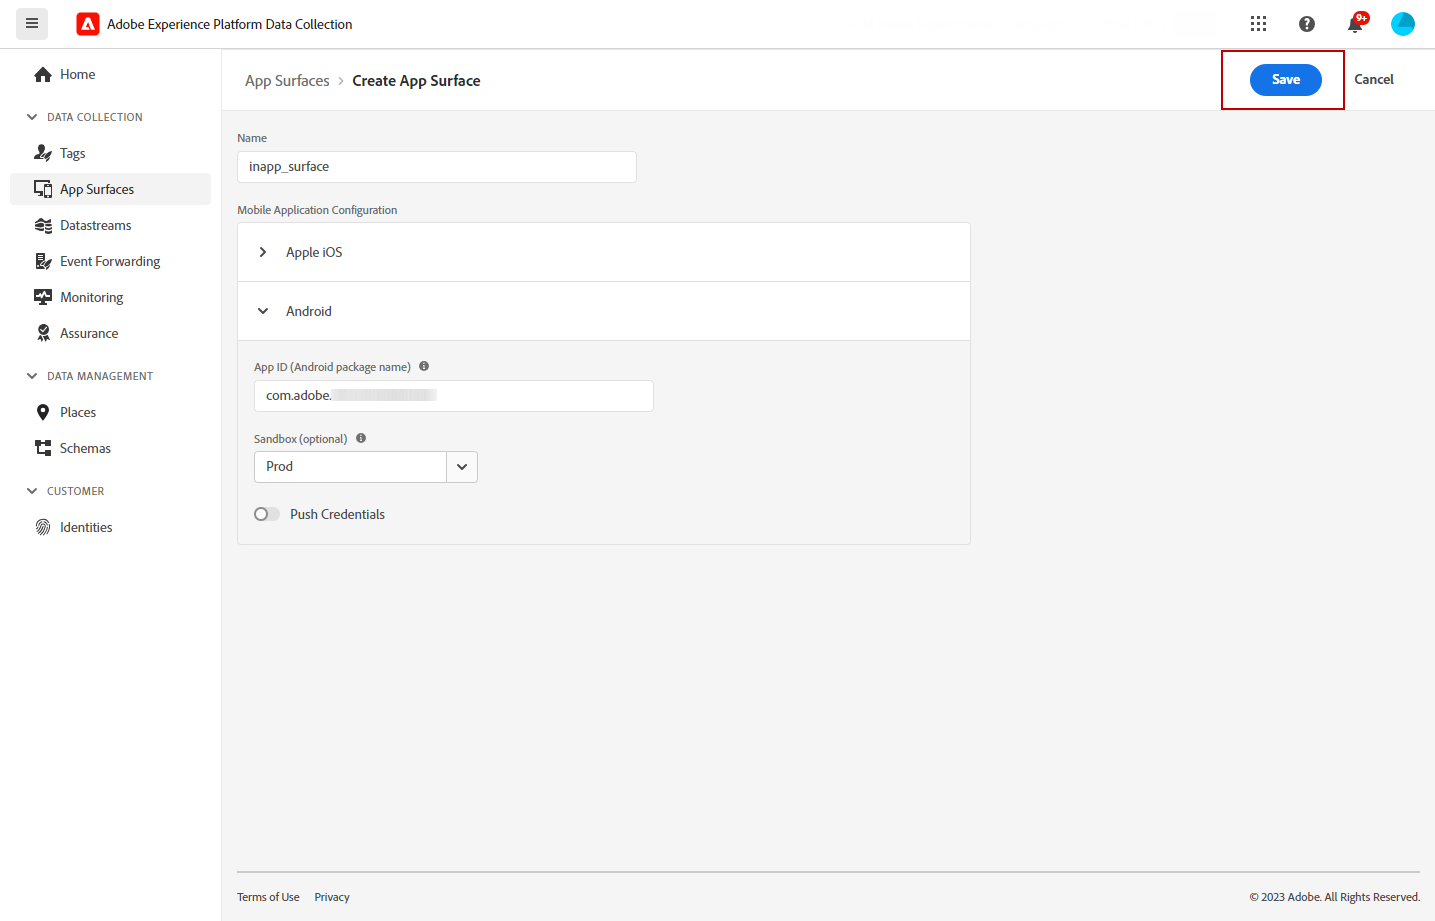 Adobe Experience Platform Data Collection
9+
Home
DATA COLLECTION
Tags
App Surfaces
Datastreams
Event Forwarding
Monitoring
Assurance
DATA MANAGEMENT
Places
Schemas
CUSTOMER
Identities
App Surfaces > Create App Surface
Save
Cancel
Name
inapp_surface
Mobile Application Configuration
Apple iOS
Android
App ID (Android package name)
com.adobe.
Sandbox (optional)
Prod
Push Credentials
Terms of Use Privacy
© 2023 Adobe. All Rights Reserved.